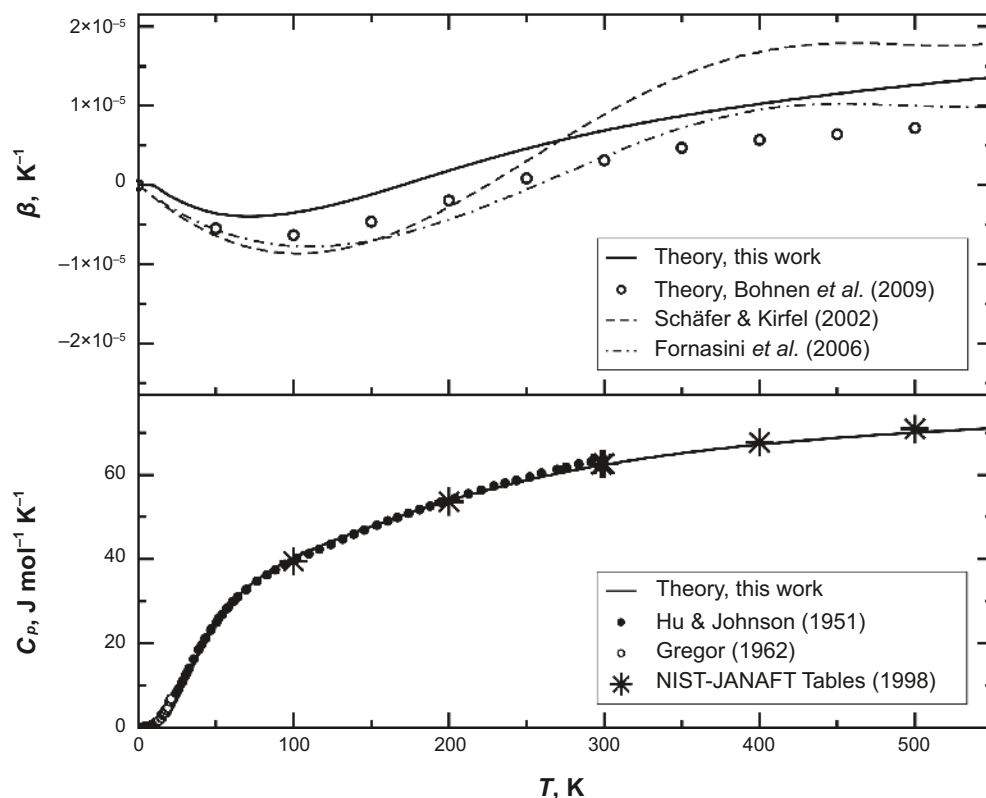 2×10⁻⁵
1×10⁻⁵
0
−1×10⁻⁵
−2×10⁻⁵
β, K⁻¹
Theory, this work
Theory, Bohnen et al. (2009)
Schäfer & Kirfel (2002)
Fornasini et al. (2006)
60
40
20
0
Cₚ, J mol⁻¹ K⁻¹
Theory, this work
Hu & Johnson (1951)
Gregor (1962)
NIST-JANAFT Tables (1998)
0 100 200 300 400 500
T, K